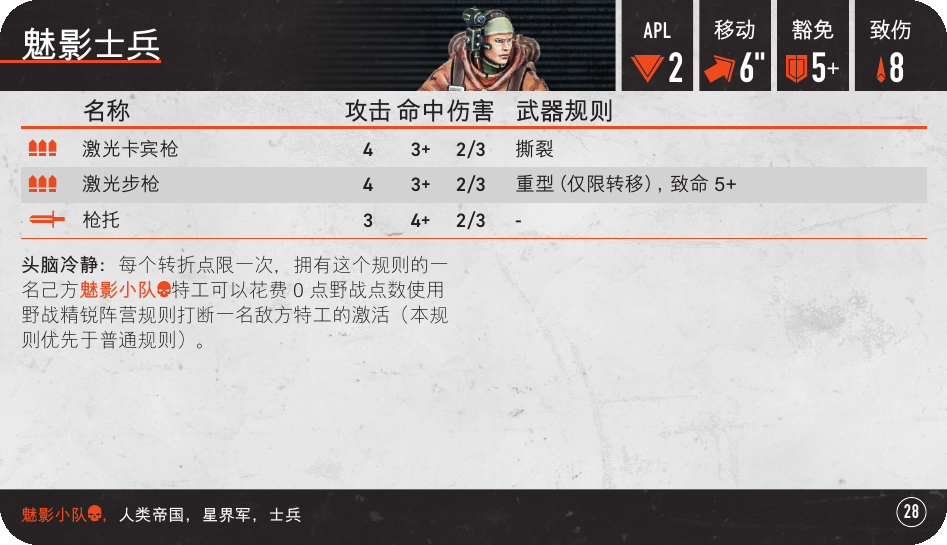 魅影士兵
APL 移动 豁免 致伤
2 6" 5+ 8
名称 攻击 命中 伤害 武器规则
激光卡宾枪 4 3+ 2/3 撕裂
激光步枪 4 3+ 2/3 重型(仅限转移), 致命 5+
枪托 3 4+ 2/3 -
头脑冷静：每个转折点限一次，拥有这个规则的一
名己方魅影小队特工可以花费 0 点野战点数使用
野战精锐阵营规则打断一名敌方特工的激活（本规
则优先于普通规则）。
魅影小队, 人类帝国, 星界军, 士兵
28